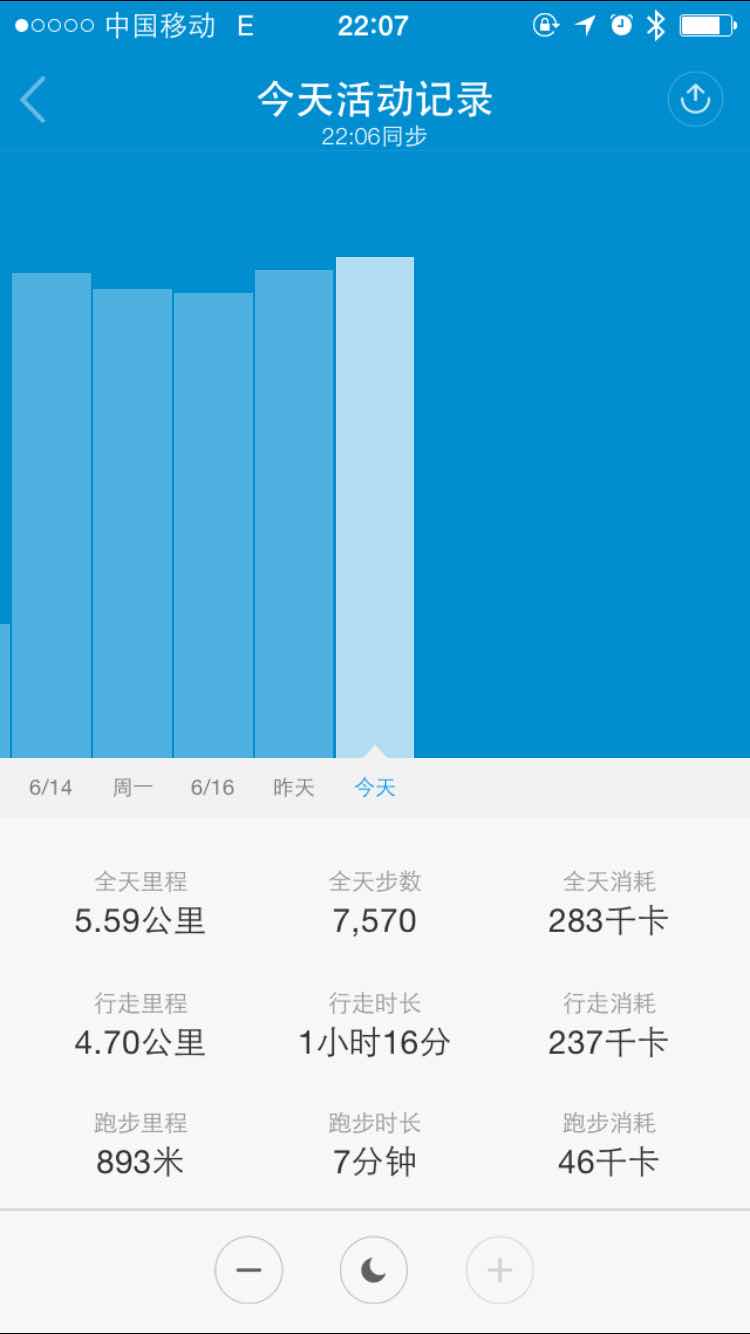 中国移动 E 22:07
今天活动记录
22:06同步
6/14 周一 6/16 昨天 今天
全天里程 全天步数 全天消耗
5.59公里 7,570 283千卡
行走里程 行走时长 行走消耗
4.70公里 1小时16分 237千卡
跑步里程 跑步时长 跑步消耗
893米 7分钟 46千卡